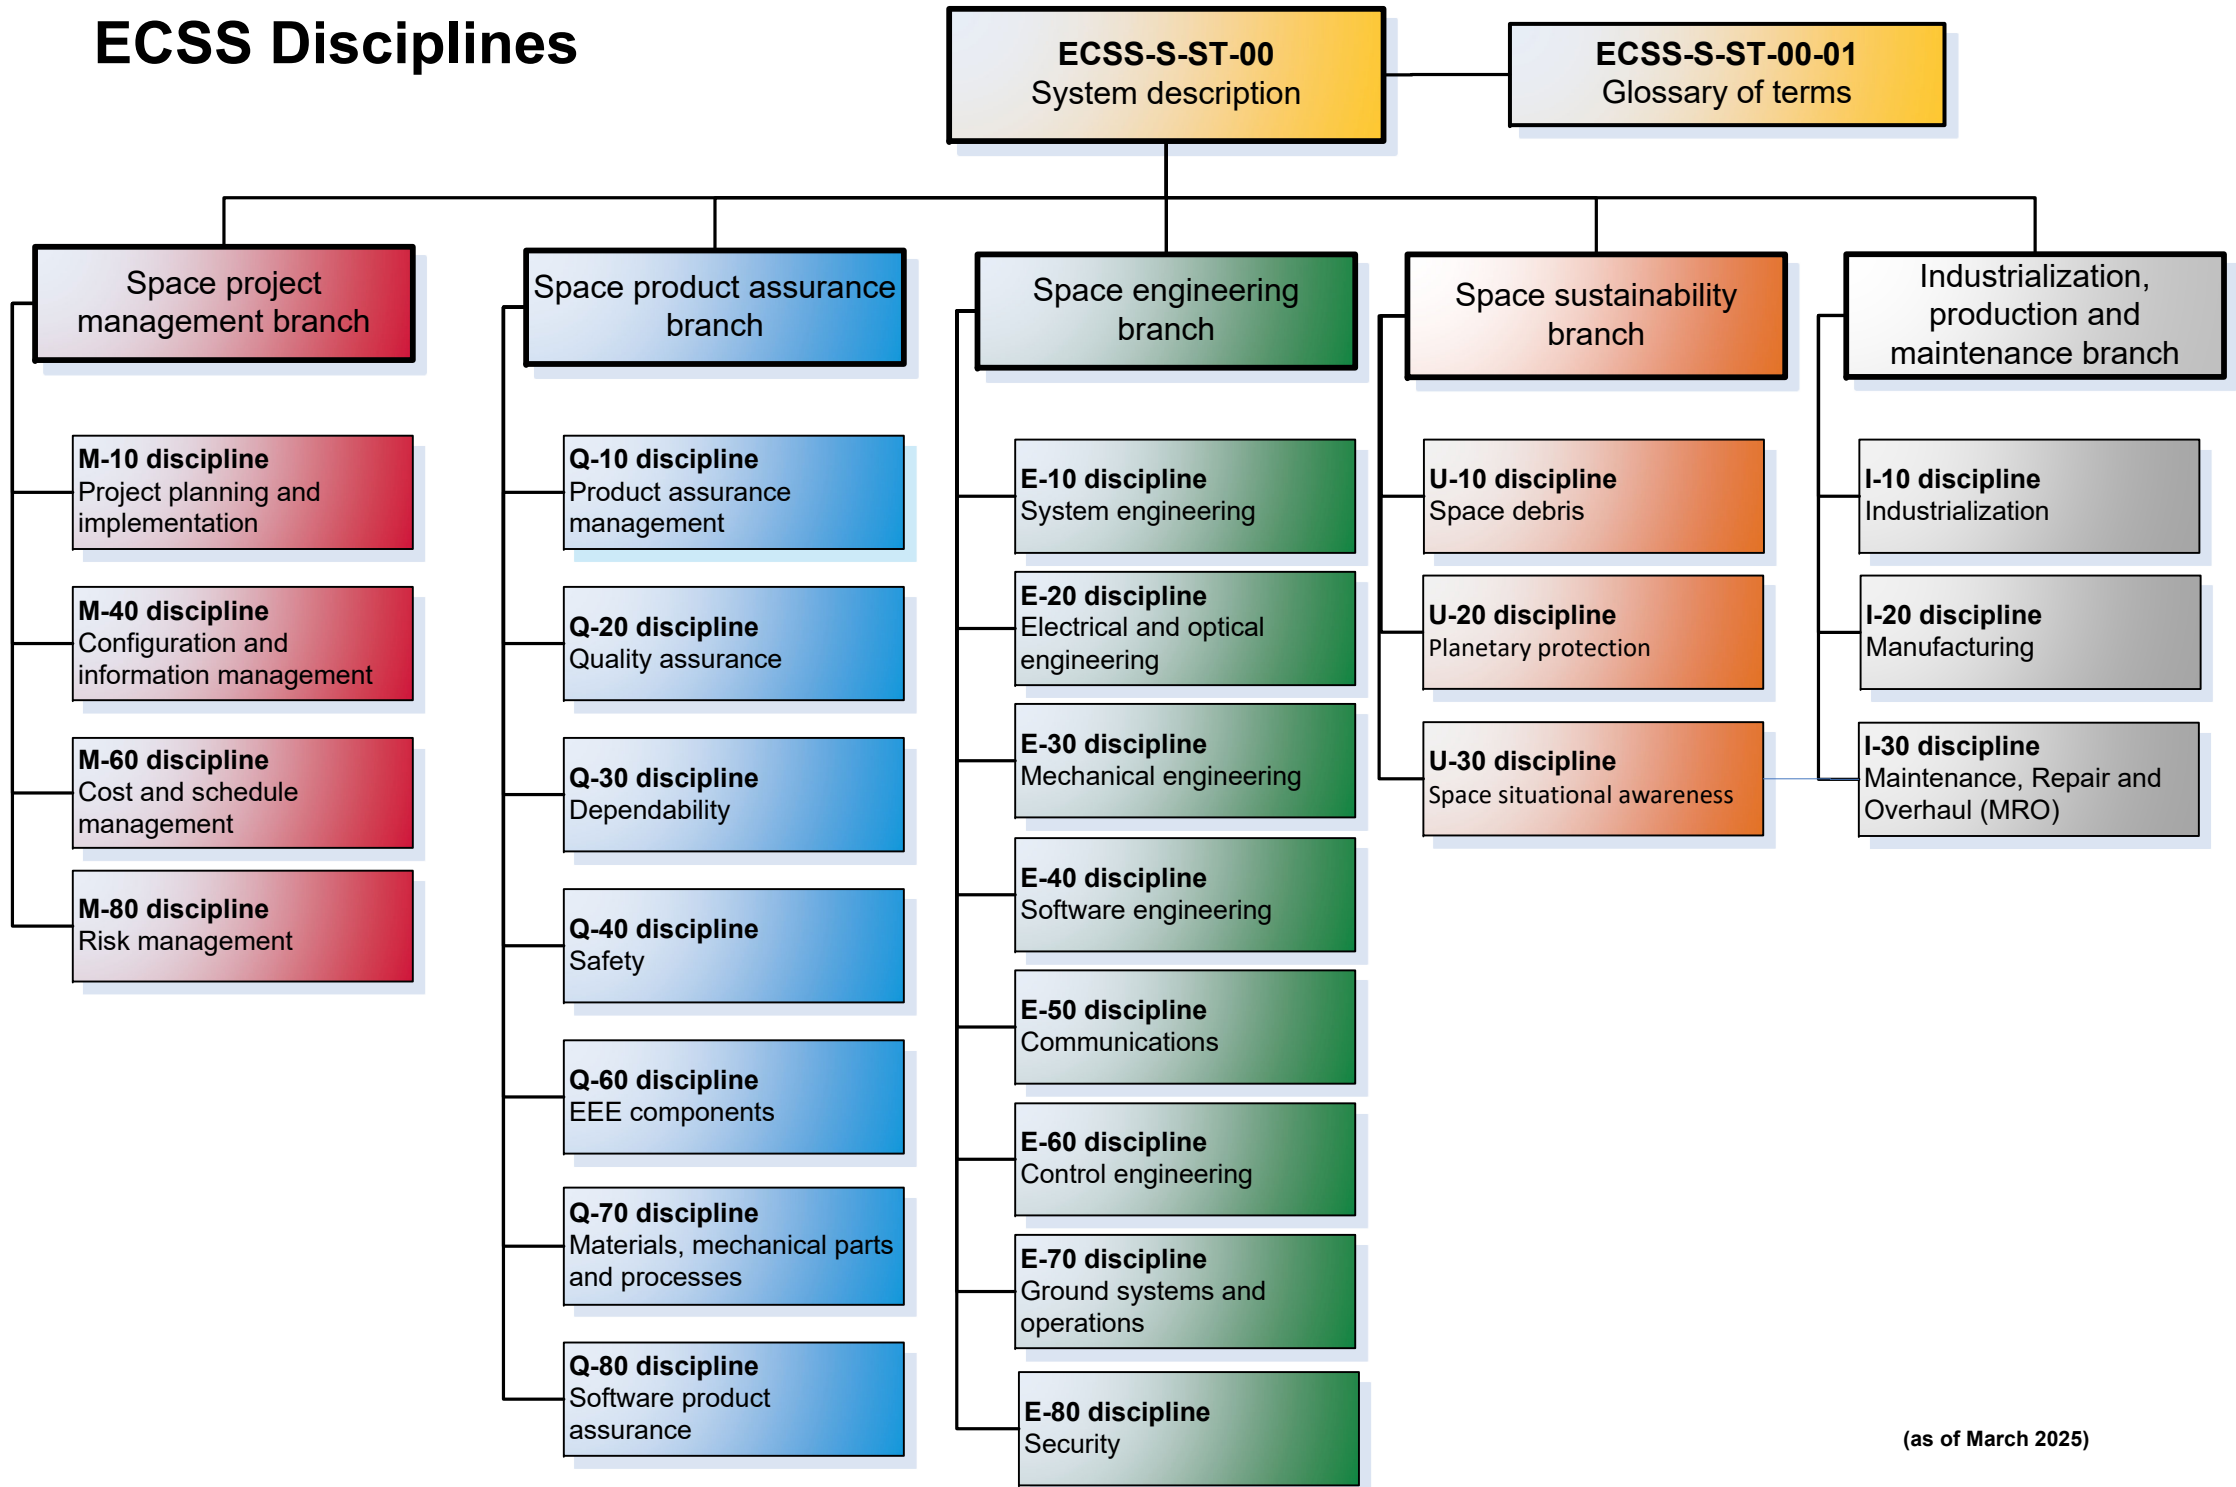 ECSS Disciplines
ECSS-S-ST-00
System description
ECSS-S-ST-00-01
Glossary of terms
Space project
management branch
M-10 discipline
Project planning and
implementation
M-40 discipline
Configuration and
information management
M-60 discipline
Cost and schedule
management
M-80 discipline
Risk management
Space product assurance
branch
Q-10 discipline
Product assurance
management
Q-20 discipline
Quality assurance
Q-30 discipline
Dependability
Q-40 discipline
Safety
Q-60 discipline
EEE components
Q-70 discipline
Materials, mechanical parts
and processes
Q-80 discipline
Software product
assurance
Space engineering
branch
E-10 discipline
System engineering
E-20 discipline
Electrical and optical
engineering
E-30 discipline
Mechanical engineering
E-40 discipline
Software engineering
E-50 discipline
Communications
E-60 discipline
Control engineering
E-70 discipline
Ground systems and
operations
E-80 discipline
Security
Space sustainability
branch
U-10 discipline
Space debris
U-20 discipline
Planetary protection
U-30 discipline
Space situational awareness
Industrialization,
production and
maintenance branch
I-10 discipline
Industrialization
I-20 discipline
Manufacturing
I-30 discipline
Maintenance, Repair and
Overhaul (MRO)
(as of March 2025)